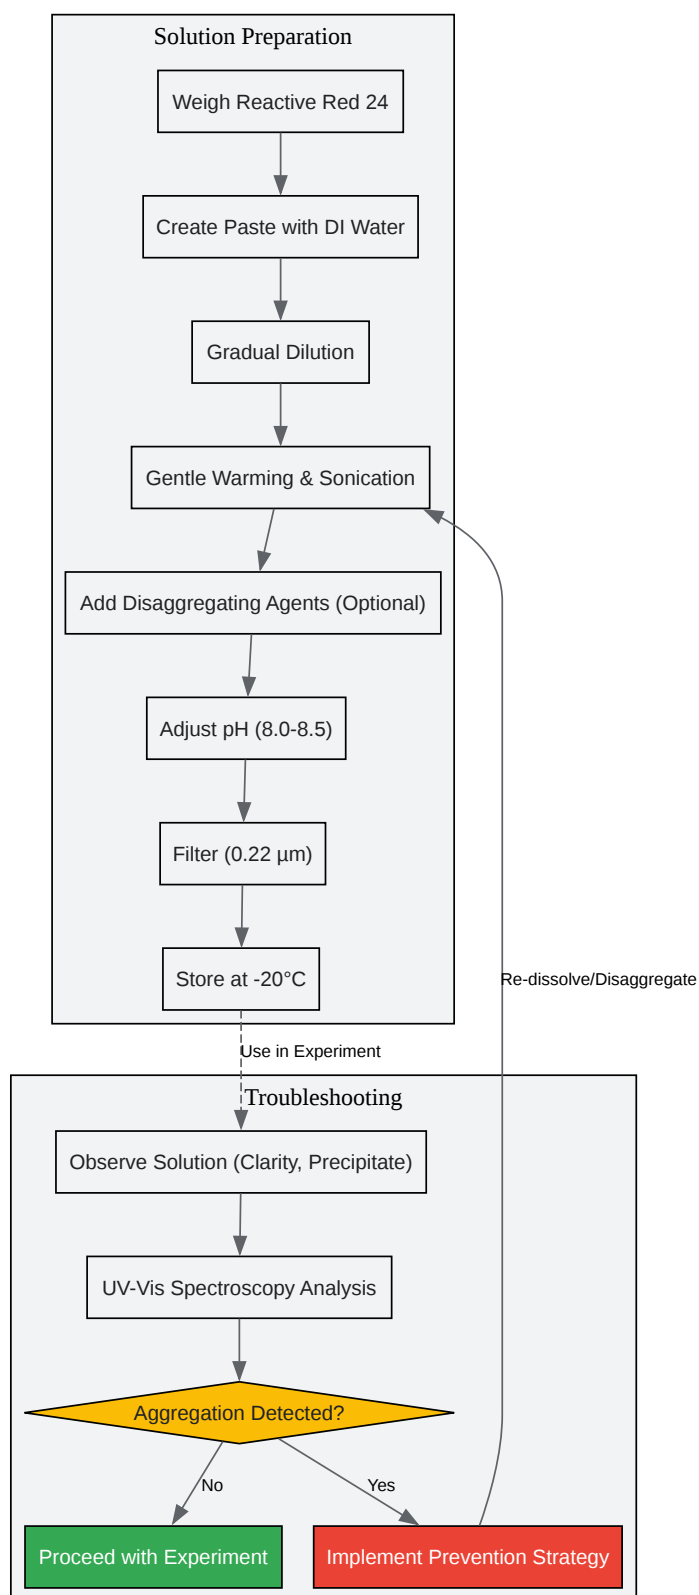 Solution Preparation
Weigh Reactive Red 24
Create Paste with DI Water
Gradual Dilution
Gentle Warming & Sonication
Add Disaggregating Agents (Optional)
Adjust pH (8.0-8.5)
Filter (0.22 µm)
Store at -20°C
Re-dissolve/Disaggregate
Use in Experiment
Troubleshooting
Observe Solution (Clarity, Precipitate)
UV-Vis Spectroscopy Analysis
Aggregation Detected?
No
Yes
Proceed with Experiment
Implement Prevention Strategy